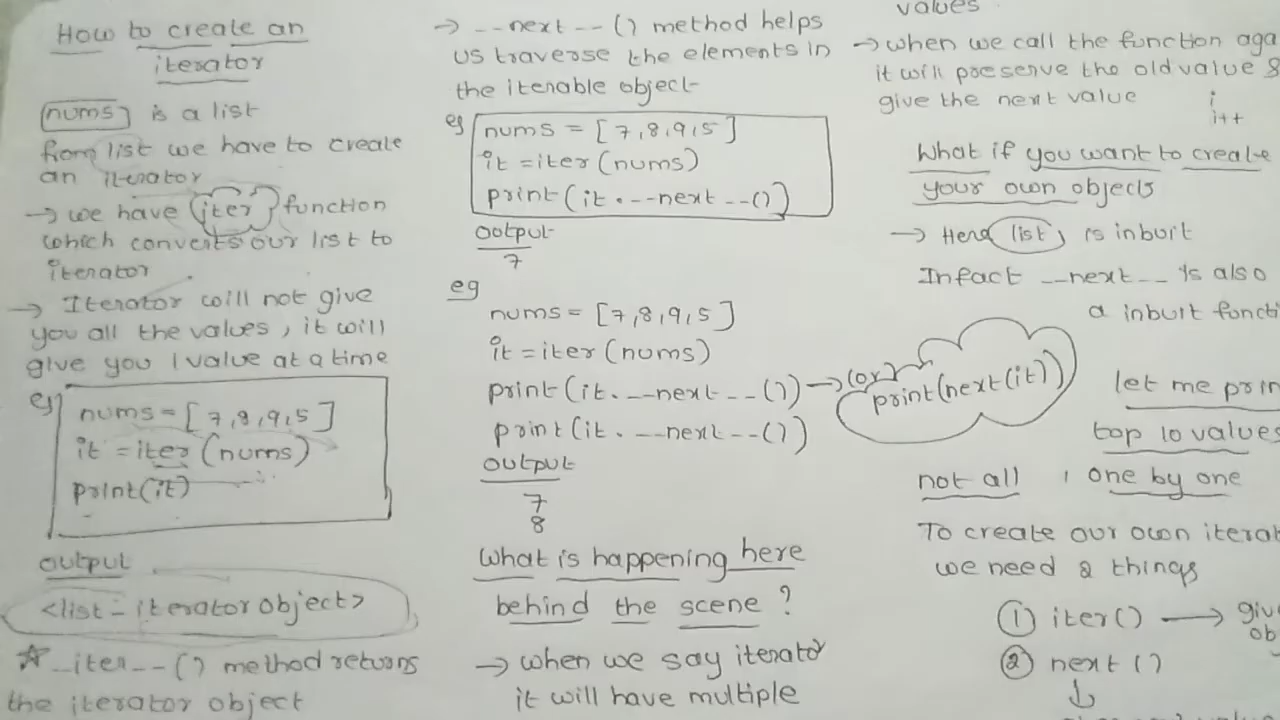 How to create an
iterator
nums is a list
from list we have to create
an iterator
→ we have iter function
which converts our list to
iterator
→ Iterator will not give
you all the values, it will
give you 1 value at a time
eg
nums = [7,8,9,5]
it = iter(nums)
print(it)
output
<list-iterator object>
☆ __iter__() method returns
the iterator object
→ __next__() method helps
us traverse the elements in
the iterable object
eg
nums = [7,8,9,5]
it = iter(nums)
print(it.__next__())
output
7
eg
nums = [7,8,9,5]
it = iter(nums)
print(it.__next__()) → (or) print(next(it))
print(it.__next__())
output
7
8
What is happening here
behind the scene?
→ when we say iterator
it will have multiple
values
→ when we call the function aga
it will preserve the old value &
give the next value
i
i++
What if you want to create
your own objects
→ Here list, is inbuit
Infact __next__ is also
a inbuit functi
let me prin
top 10 values
not all , one by one
To create our own iterat
we need 2 things
① iter() → giv
ob
② next()
↓